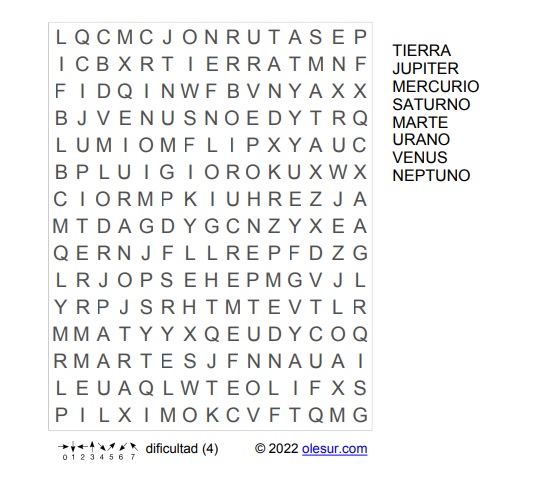 L Q C M C J O N R U T A S E P
I C B X R T I E R R A T M N F
F I D Q I N W F B V N Y A X X
B J V E N U S N O E D Y T R Q
L U M I O M F L I P X Y A U C
B P L U I G I O R O K U X W X
C I O R M P K I U H R E Z J A
M T D A G D Y G C N Z Y X E A
Q E R N J F L L R E P F D Z G
L R J O P S E H E P M G V J L
Y R P J S R H T M T E V T L R
M M A T Y Y X Q E U D Y C O Q
R M A R T E S J F N N A U A I
L E U A Q L W T E O L I F X S
P I L X I M O K C V F T Q M G
TIERRA
JUPITER
MERCURIO
SATURNO
MARTE
URANO
VENUS
NEPTUNO
0 1 2 3 4 5 6 7 dificultad (4) © 2022 olesur.com